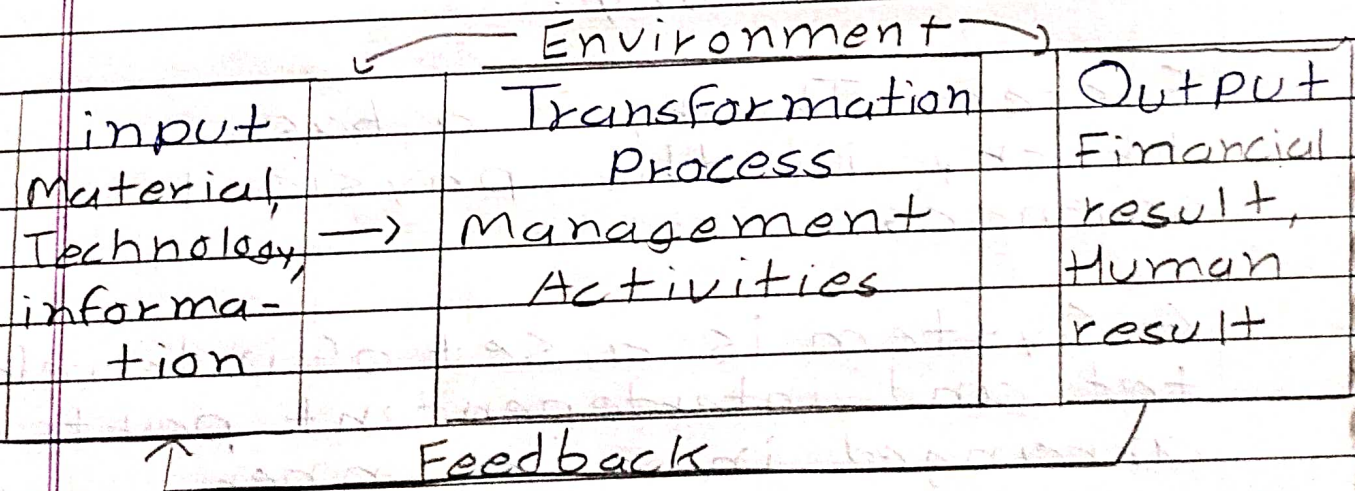 Environment
input
Material,
Technology,
informa-
tion
Transformation
Process
Management
Activities
Output
Financial
result,
Human
result
Feedback